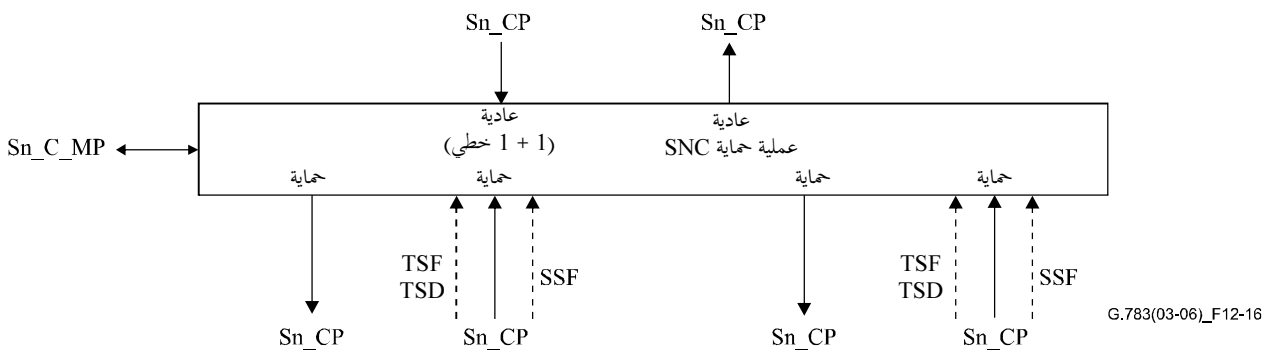 Sn_CP
Sn_CP
Sn_C_MP
عادية
(1 + 1 خطي)
عادية
عملية حماية SNC
حماية
حماية
حماية
حماية
TSF
TSD
SSF
TSF
TSD
SSF
Sn_CP
Sn_CP
Sn_CP
Sn_CP
G.783(03-06)_F12-16